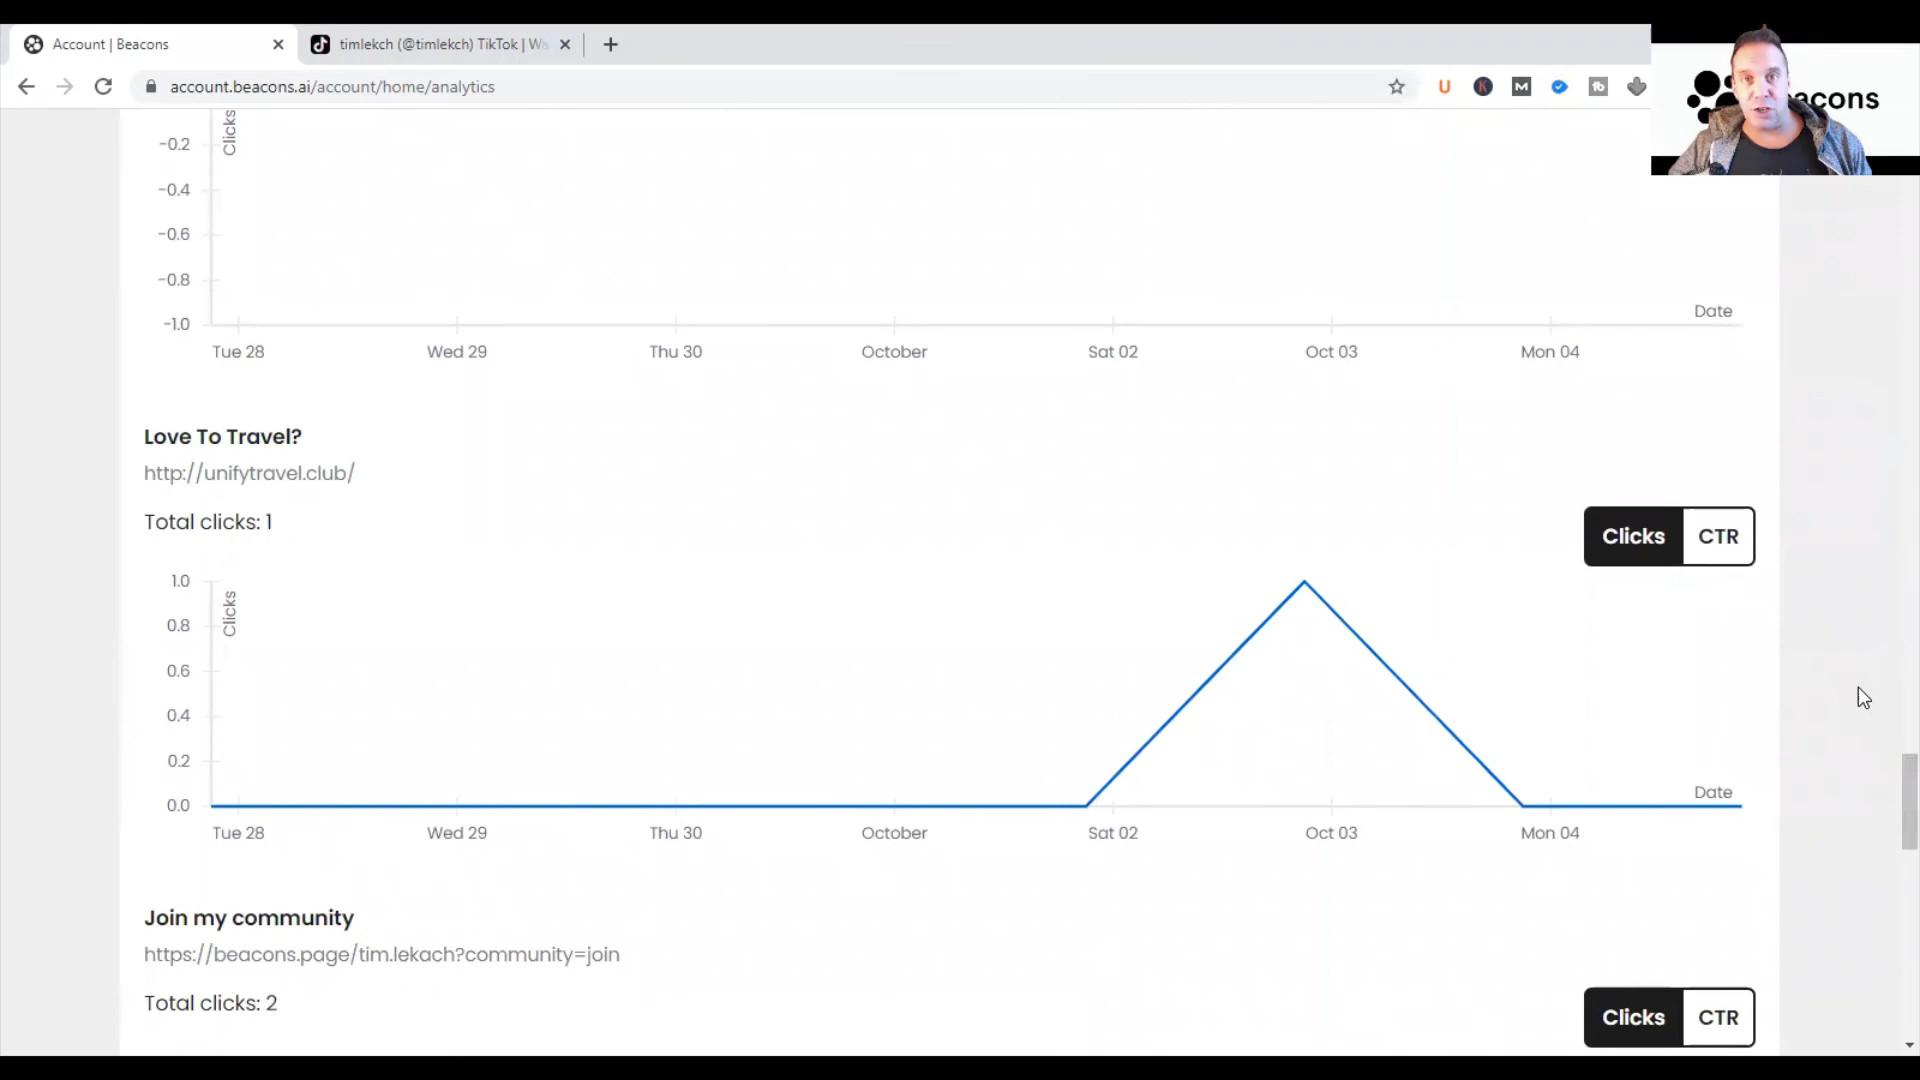 Account | Beacons
timlekch (@timlekch) TikTok | Wa
account.beacons.ai/account/home/analytics
acons
Clicks
-0.2
-0.4
-0.6
-0.8
-1.0
Date
Tue 28 Wed 29 Thu 30 October Sat 02 Oct 03 Mon 04
Love To Travel?
http://unifytravel.club/
Total clicks: 1
Clicks CTR
Clicks
1.0
0.8
0.6
0.4
0.2
0.0
Date
Tue 28 Wed 29 Thu 30 October Sat 02 Oct 03 Mon 04
Join my community
https://beacons.page/tim.lekach?community=join
Total clicks: 2
Clicks CTR